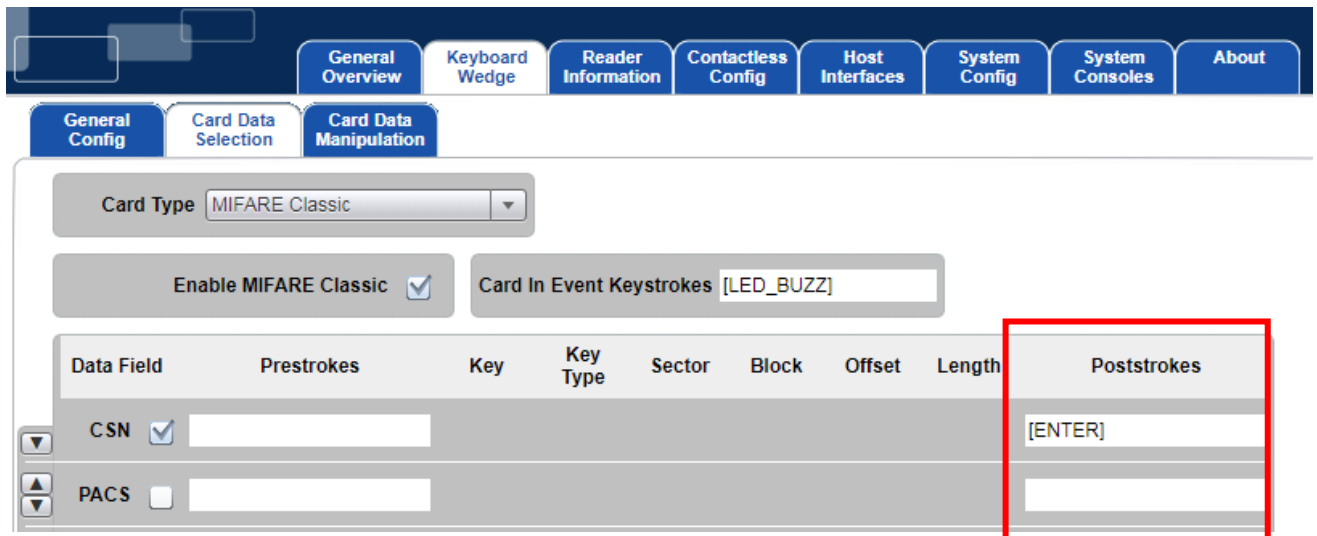 General Overview
Keyboard Wedge
Reader Information
Contactless Config
Host Interfaces
System Config
System Consoles
About
General Config
Card Data Selection
Card Data Manipulation
Card Type MIFARE Classic
Enable MIFARE Classic
Card In Event Keystrokes [LED_BUZZ]
Data Field Prestrokes Key Key Type Sector Block Offset Length Poststrokes
CSN [ENTER]
PACS